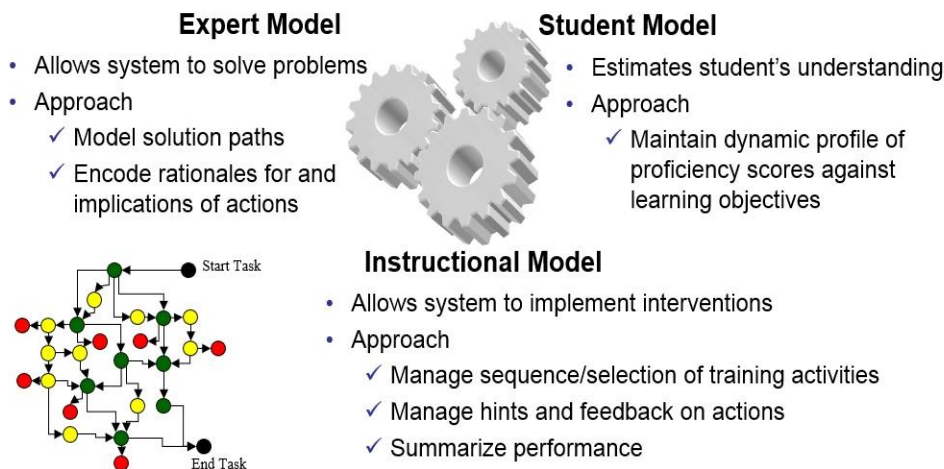 Expert Model
• Allows system to solve problems
• Approach
✓ Model solution paths
✓ Encode rationales for and
implications of actions
Student Model
• Estimates student’s understanding
• Approach
✓ Maintain dynamic profile of
proficiency scores against
learning objectives
Start Task
End Task
Instructional Model
• Allows system to implement interventions
• Approach
✓ Manage sequence/selection of training activities
✓ Manage hints and feedback on actions
✓ Summarize performance